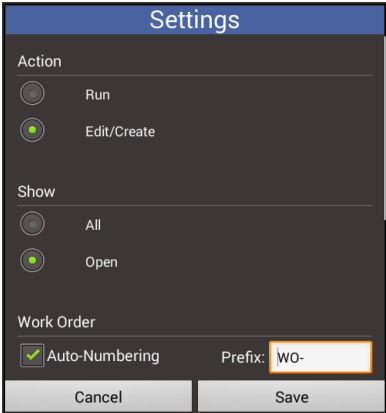 Settings
Action
Run
Edit/Create
Show
All
Open
Work Order
Auto-Numbering Prefix: WO-
Cancel Save